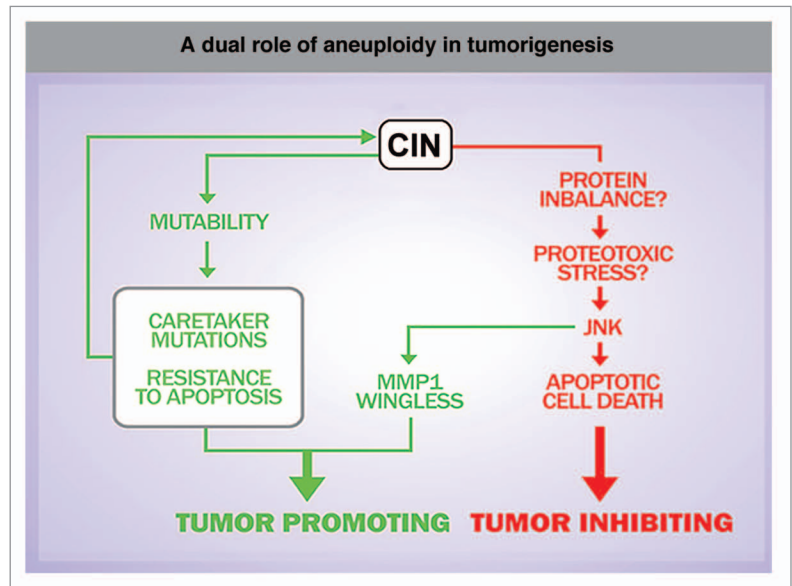 A dual role of aneuploidy in tumorigenesis
CIN
MUTABILITY
CARETAKER
MUTATIONS
RESISTANCE
TO APOPTOSIS
MMP1
WINGLESS
PROTEIN
INBALANCE?
PROTEOTOXIC
STRESS?
JNK
APOPTOTIC
CELL DEATH
TUMOR PROMOTING
TUMOR INHIBITING